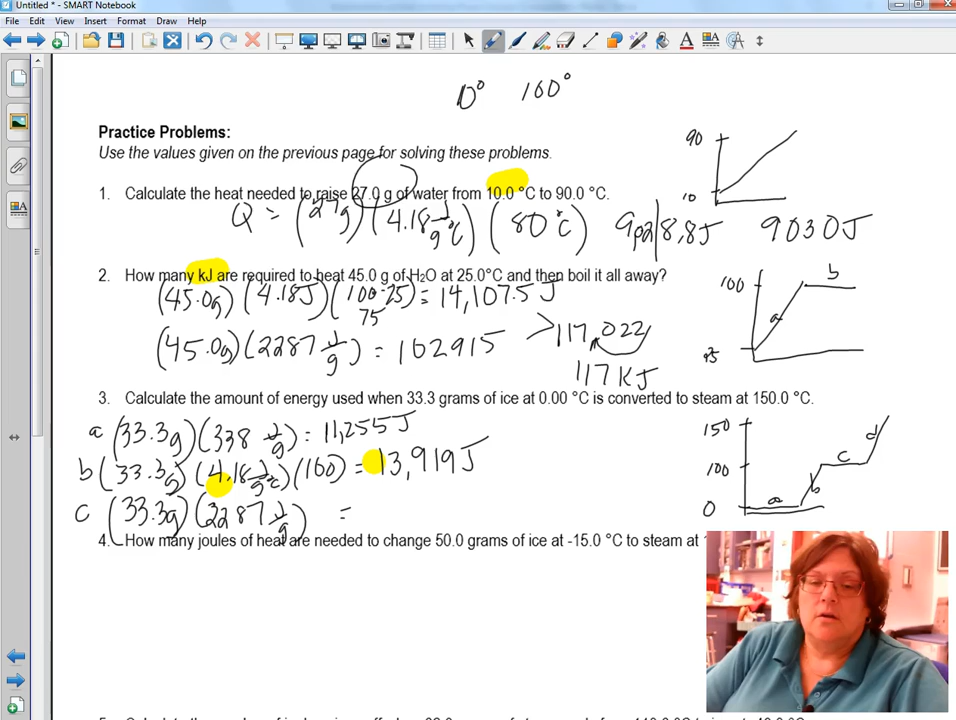 Untitled * - SMART Notebook
File Edit View Insert Format Draw Help
0° 100°
Practice Problems:
Use the values given on the previous page for solving these problems.
1. Calculate the heat needed to raise 27.0 g of water from 10.0 °C to 90.0 °C.
Q = (27g) (4.18 J/g°C) (80°C) 9028.8J 9030J
90
10
2. How many kJ are required to heat 45.0 g of H₂O at 25.0°C and then boil it all away?
(45.0g) (4.18J) (100-25) = 14,107.5 J
75
(45.0g) (2287 J/g) = 102915 > 117,022
117 KJ
100 b
a
25
3. Calculate the amount of energy used when 33.3 grams of ice at 0.00 °C is converted to steam at 150.0 °C.
a (33.3g) (338 J/g) = 11,255 J
b (33.3g) (4.18 J/g°C) (100) = 13,919 J
c (33.3g) (2287 J/g) =
150 d
100 c
b
0 a
4. How many joules of heat are needed to change 50.0 grams of ice at -15.0 °C to steam at